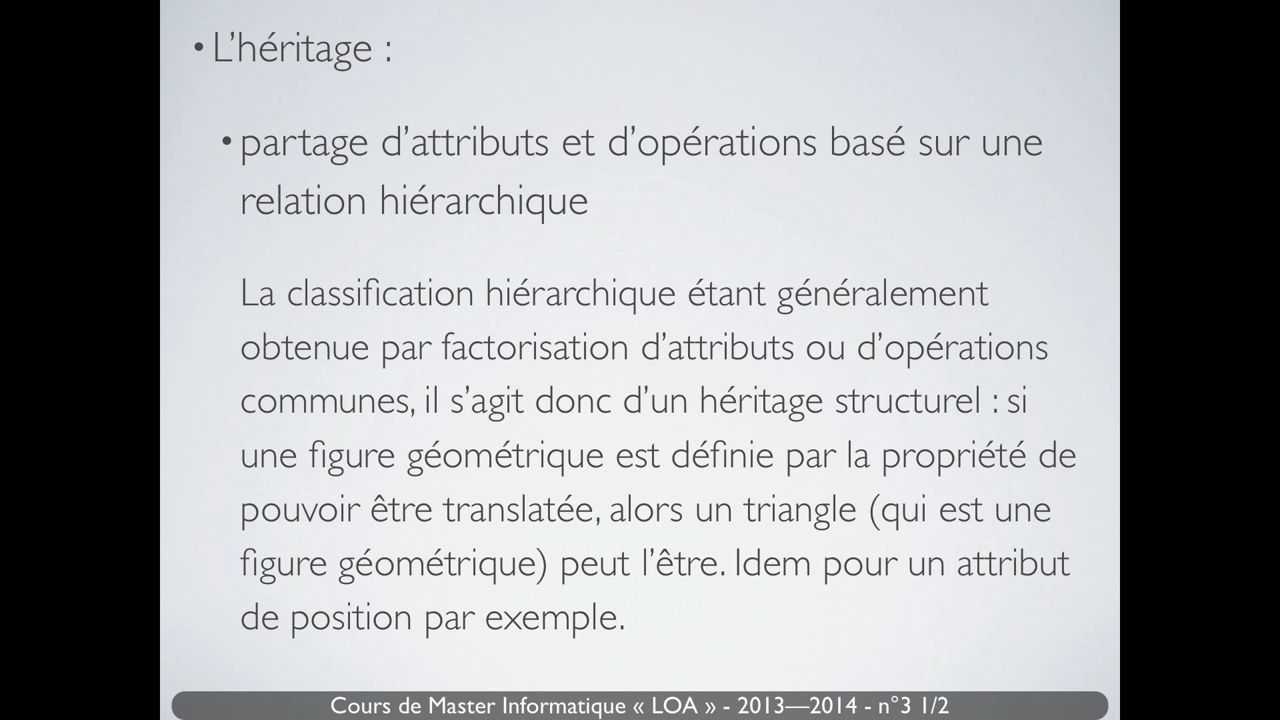 •L’héritage :
•partage d’attributs et d’opérations basé sur une
relation hiérarchique
La classification hiérarchique étant généralement
obtenue par factorisation d’attributs ou d’opérations
communes, il s’agit donc d’un héritage structurel : si
une figure géométrique est définie par la propriété de
pouvoir être translatée, alors un triangle (qui est une
figure géométrique) peut l’être. Idem pour un attribut
de position par exemple.
Cours de Master Informatique « LOA » - 2013—2014 - n°3 1/2